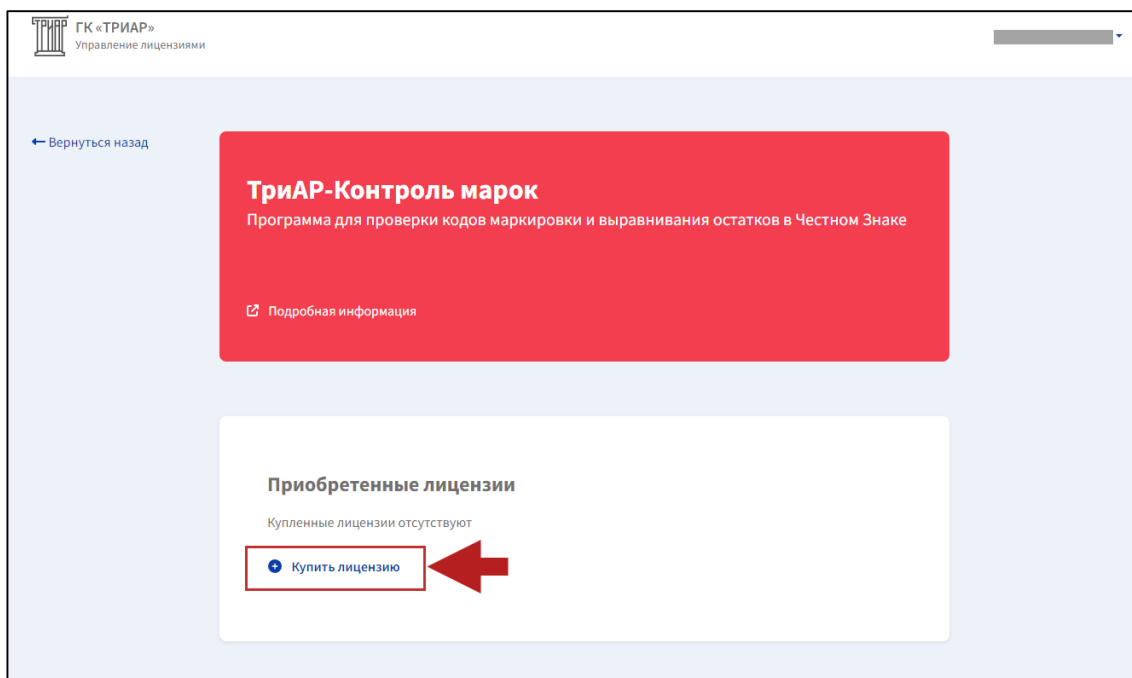 ТРИАР
ГК «ТРИАР»
Управление лицензиями
Вернуться назад
ТриАР-Контроль марок
Программа для проверки кодов маркировки и выравнивания остатков в Честном Знаке
Подробная информация
Приобретенные лицензии
Купленные лицензии отсутствуют
Купить лицензию